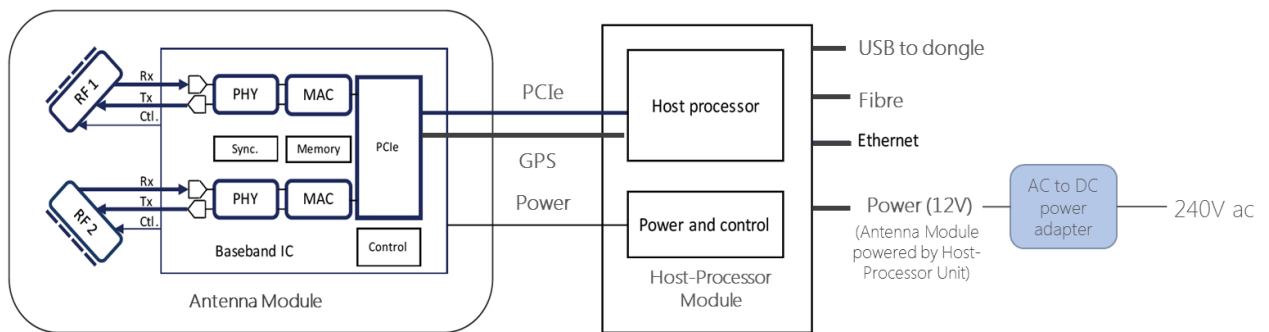 RF 1
Rx
Tx
Ctl.
PHY
MAC
Sync.
Memory
PCIe
RF 2
Rx
Tx
Ctl.
PHY
MAC
Baseband IC
Control
Antenna Module
PCIe
GPS
Power
Host processor
Power and control
Host-Processor
Module
USB to dongle
Fibre
Ethernet
Power (12V)
(Antenna Module
powered by Host-
Processor Unit)
AC to DC
power
adapter
240V ac